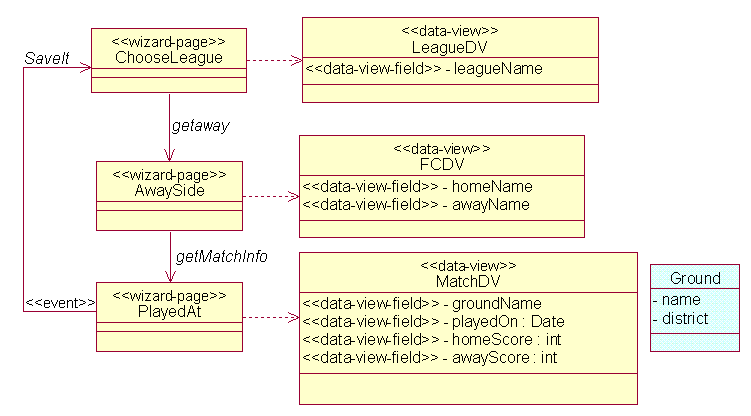 SaveIt
<<wizard-page>>
ChooseLeague
<<data-view>>
LeagueDV
<<data-view-field>> - leagueName
getaway
<<wizard-page>>
AwaySide
<<data-view>>
FCDV
<<data-view-field>> - homeName
<<data-view-field>> - awayName
getMatchInfo
<<event>>
<<wizard-page>>
PlayedAt
<<data-view>>
MatchDV
<<data-view-field>> - groundName
<<data-view-field>> - playedOn : Date
<<data-view-field>> - homeScore : int
<<data-view-field>> - awayScore : int
Ground
- name
- district